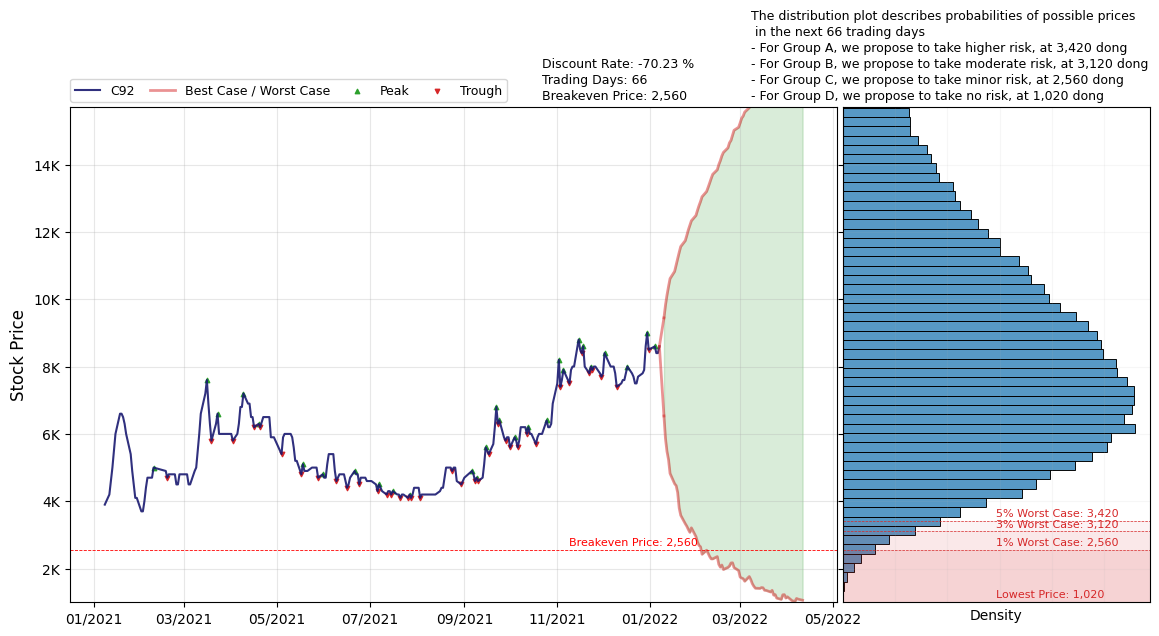 The distribution plot describes probabilities of possible prices
in the next 66 trading days
- For Group A, we propose to take higher risk, at 3,420 dong
- For Group B, we propose to take moderate risk, at 3,120 dong
- For Group C, we propose to take minor risk, at 2,560 dong
- For Group D, we propose to take no risk, at 1,020 dong
Discount Rate: -70.23 %
Trading Days: 66
Breakeven Price: 2,560
C92
Best Case / Worst Case
Peak
Trough
Stock Price
14K
12K
10K
8K
6K
4K
2K
Breakeven Price: 2,560
01/2021
03/2021
05/2021
07/2021
09/2021
11/2021
01/2022
03/2022
05/2022
5% Worst Case: 3,420
3% Worst Case: 3,120
1% Worst Case: 2,560
Lowest Price: 1,020
Density